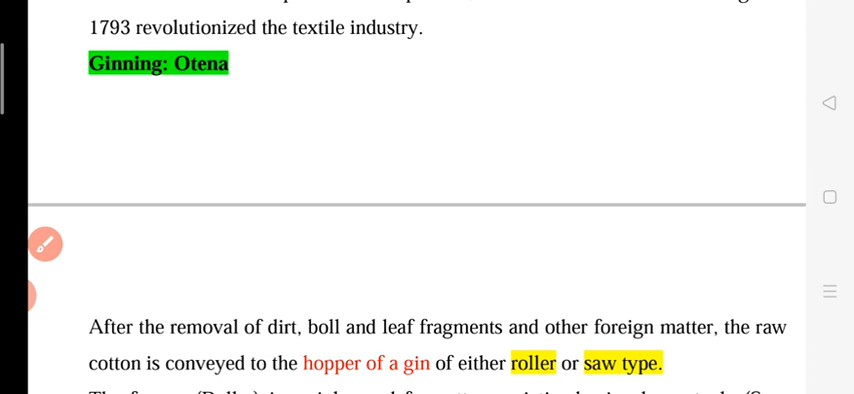 1793 revolutionized the textile industry.
Ginning: Otena
After the removal of dirt, boll and leaf fragments and other foreign matter, the raw
cotton is conveyed to the hopper of a gin of either roller or saw type.